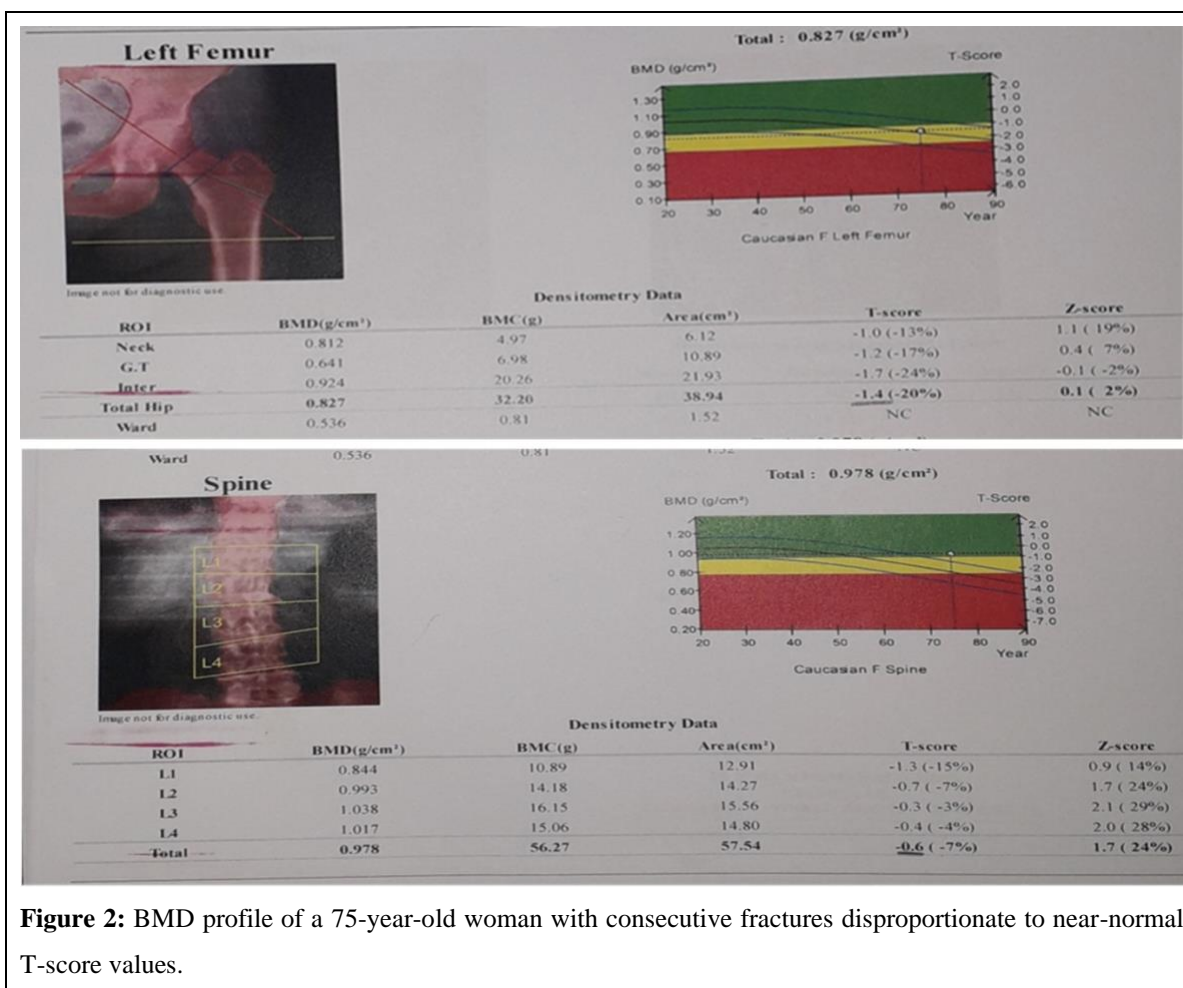 Left Femur
Total : 0.827 (g/cm²)
BMD (g/cm²) T-Score
1.30 2.0
1.10 1.0
0.90 0.0
0.70 -1.0
0.50 -2.0
0.30 -3.0
0.10 -4.0
-5.0
-6.0
20 30 40 50 60 70 80 90
Year
Caucasian F Left Femur
Image not for diagnostic use.
Densitometry Data
ROI BMD(g/cm²) BMC(g) Area(cm²) T-score Z-score
Neck 0.812 4.97 6.12 -1.0 (-13%) 1.1 ( 19%)
G.T 0.641 6.98 10.89 -1.2 (-17%) 0.4 ( 7%)
Inter 0.924 20.26 21.93 -1.7 (-24%) -0.1 ( -2%)
Total Hip 0.827 32.20 38.94 -1.4 (-20%) 0.1 ( 2%)
Ward 0.536 0.81 1.52 NC NC
Ward 0.536 0.81 1.52 NC
Spine
Total : 0.978 (g/cm²)
BMD (g/cm²) T-Score
1.20 2.0
1.00 1.0
0.80 0.0
0.60 -1.0
0.40 -2.0
0.20 -3.0
-4.0
-5.0
-6.0
-7.0
20 30 40 50 60 70 80 90
Year
Caucasian F Spine
L1
L2
L3
L4
Image not for diagnostic use.
Densitometry Data
ROI BMD(g/cm²) BMC(g) Area(cm²) T-score Z-score
L1 0.844 10.89 12.91 -1.3 (-15%) 0.9 ( 14%)
L2 0.993 14.18 14.27 -0.7 ( -7%) 1.7 ( 24%)
L3 1.038 16.15 15.56 -0.3 ( -3%) 2.1 ( 29%)
L4 1.017 15.06 14.80 -0.4 ( -4%) 2.0 ( 28%)
Total 0.978 56.27 57.54 -0.6 ( -7%) 1.7 ( 24%)
Figure 2: BMD profile of a 75-year-old woman with consecutive fractures disproportionate to near-normal
T-score values.